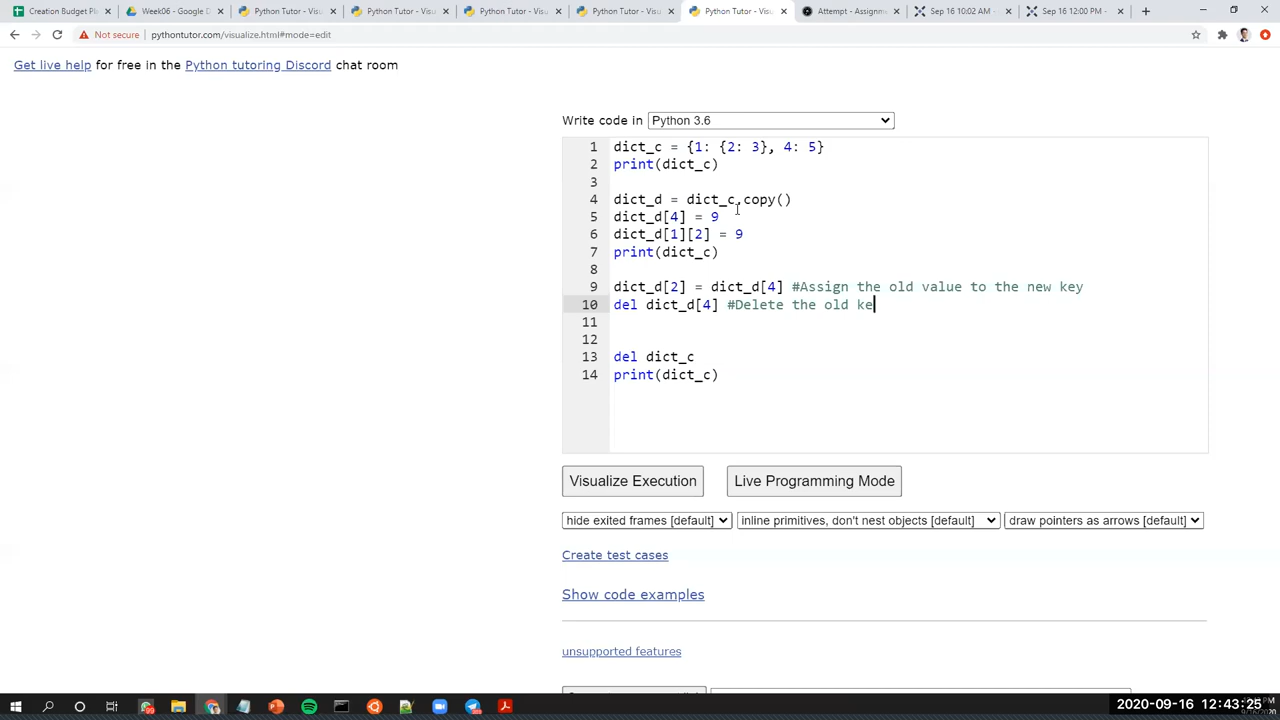 Creation Budget Pl
Week06 - Google D
Python Tutor - Visu
Python Tutor - Visu
Python Tutor - Visu
Python Tutor - Visu
Python Tutor - Visu
Attempt - Assignm
Sep 16 10:02 AM -
Sep 16 12:00 PM -
Not secure | pythontutor.com/visualize.html#mode=edit
Get live help for free in the Python tutoring Discord chat room
Write code in Python 3.6
1 dict_c = {1: {2: 3}, 4: 5}
2 print(dict_c)
3
4 dict_d = dict_c.copy()
5 dict_d[4] = 9
6 dict_d[1][2] = 9
7 print(dict_c)
8
9 dict_d[2] = dict_d[4] #Assign the old value to the new key
10 del dict_d[4] #Delete the old ke
11
12
13 del dict_c
14 print(dict_c)
Visualize Execution Live Programming Mode
hide exited frames [default] inline primitives, don't nest objects [default] draw pointers as arrows [default]
Create test cases
Show code examples
unsupported features
2020-09-16 12:43:25